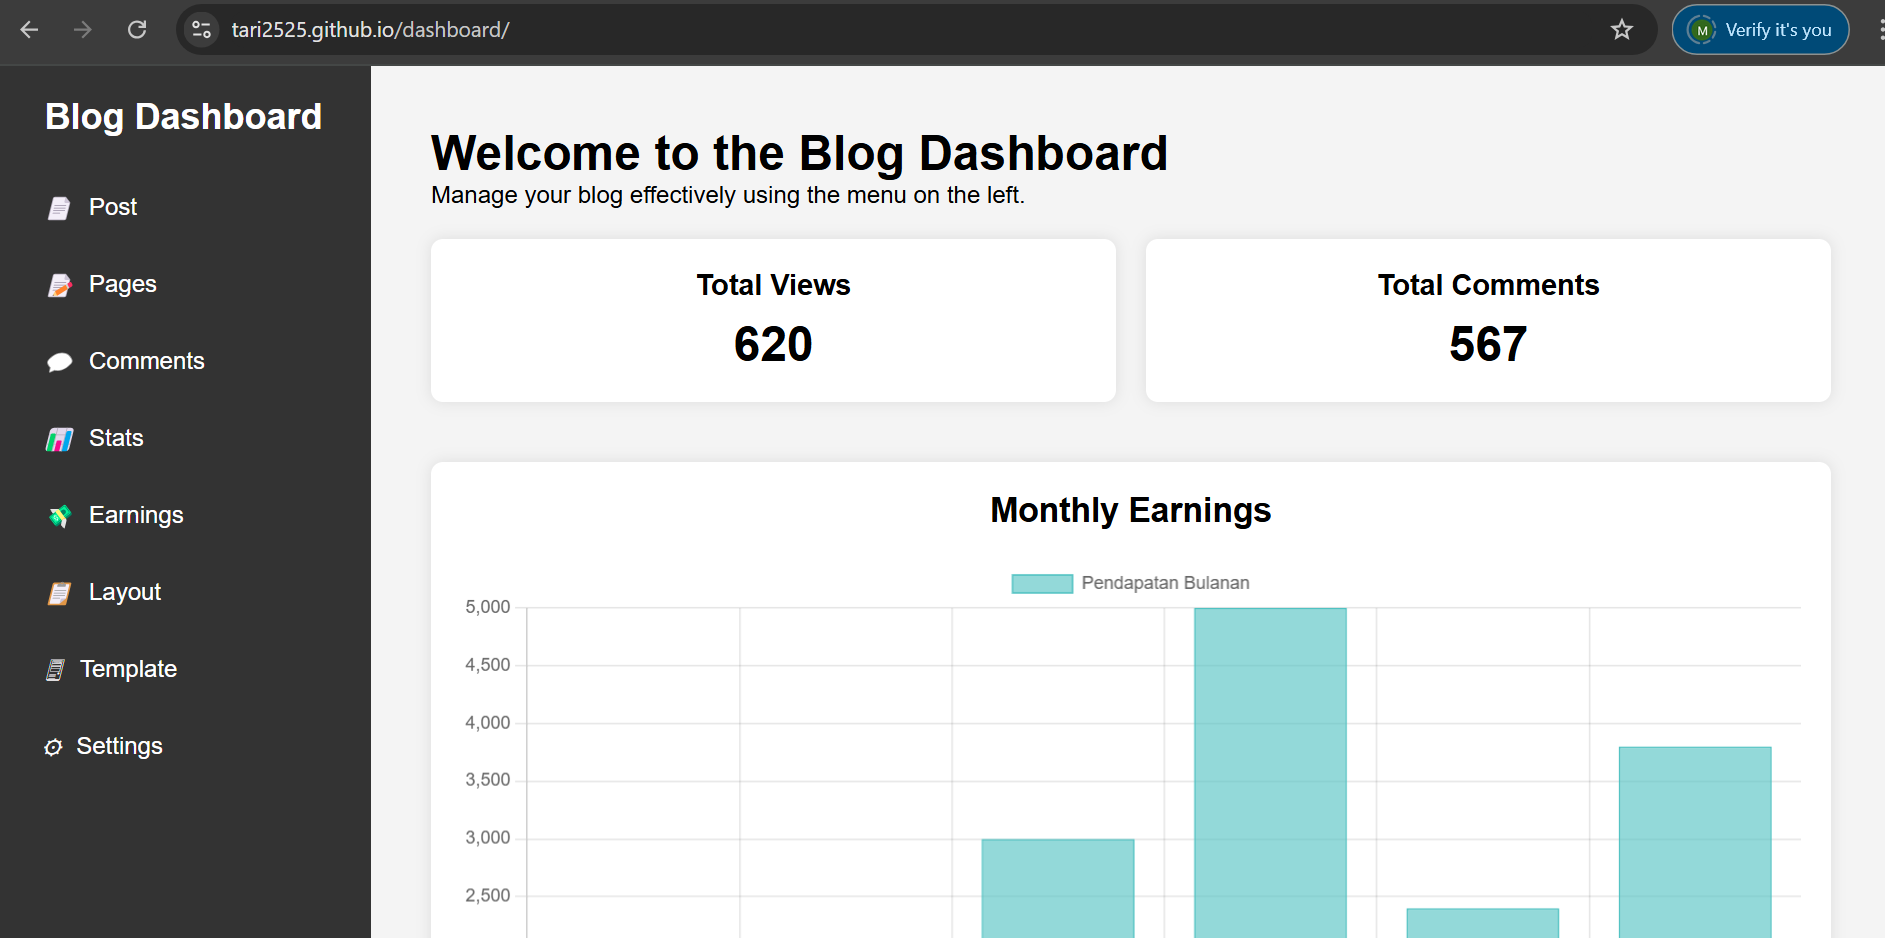 tari2525.github.io/dashboard/
M Verify it's you
Blog Dashboard
Post
Pages
Comments
Stats
Earnings
Layout
Template
Settings
Welcome to the Blog Dashboard
Manage your blog effectively using the menu on the left.
Total Views
620
Total Comments
567
Monthly Earnings
Pendapatan Bulanan
5,000
4,500
4,000
3,500
3,000
2,500